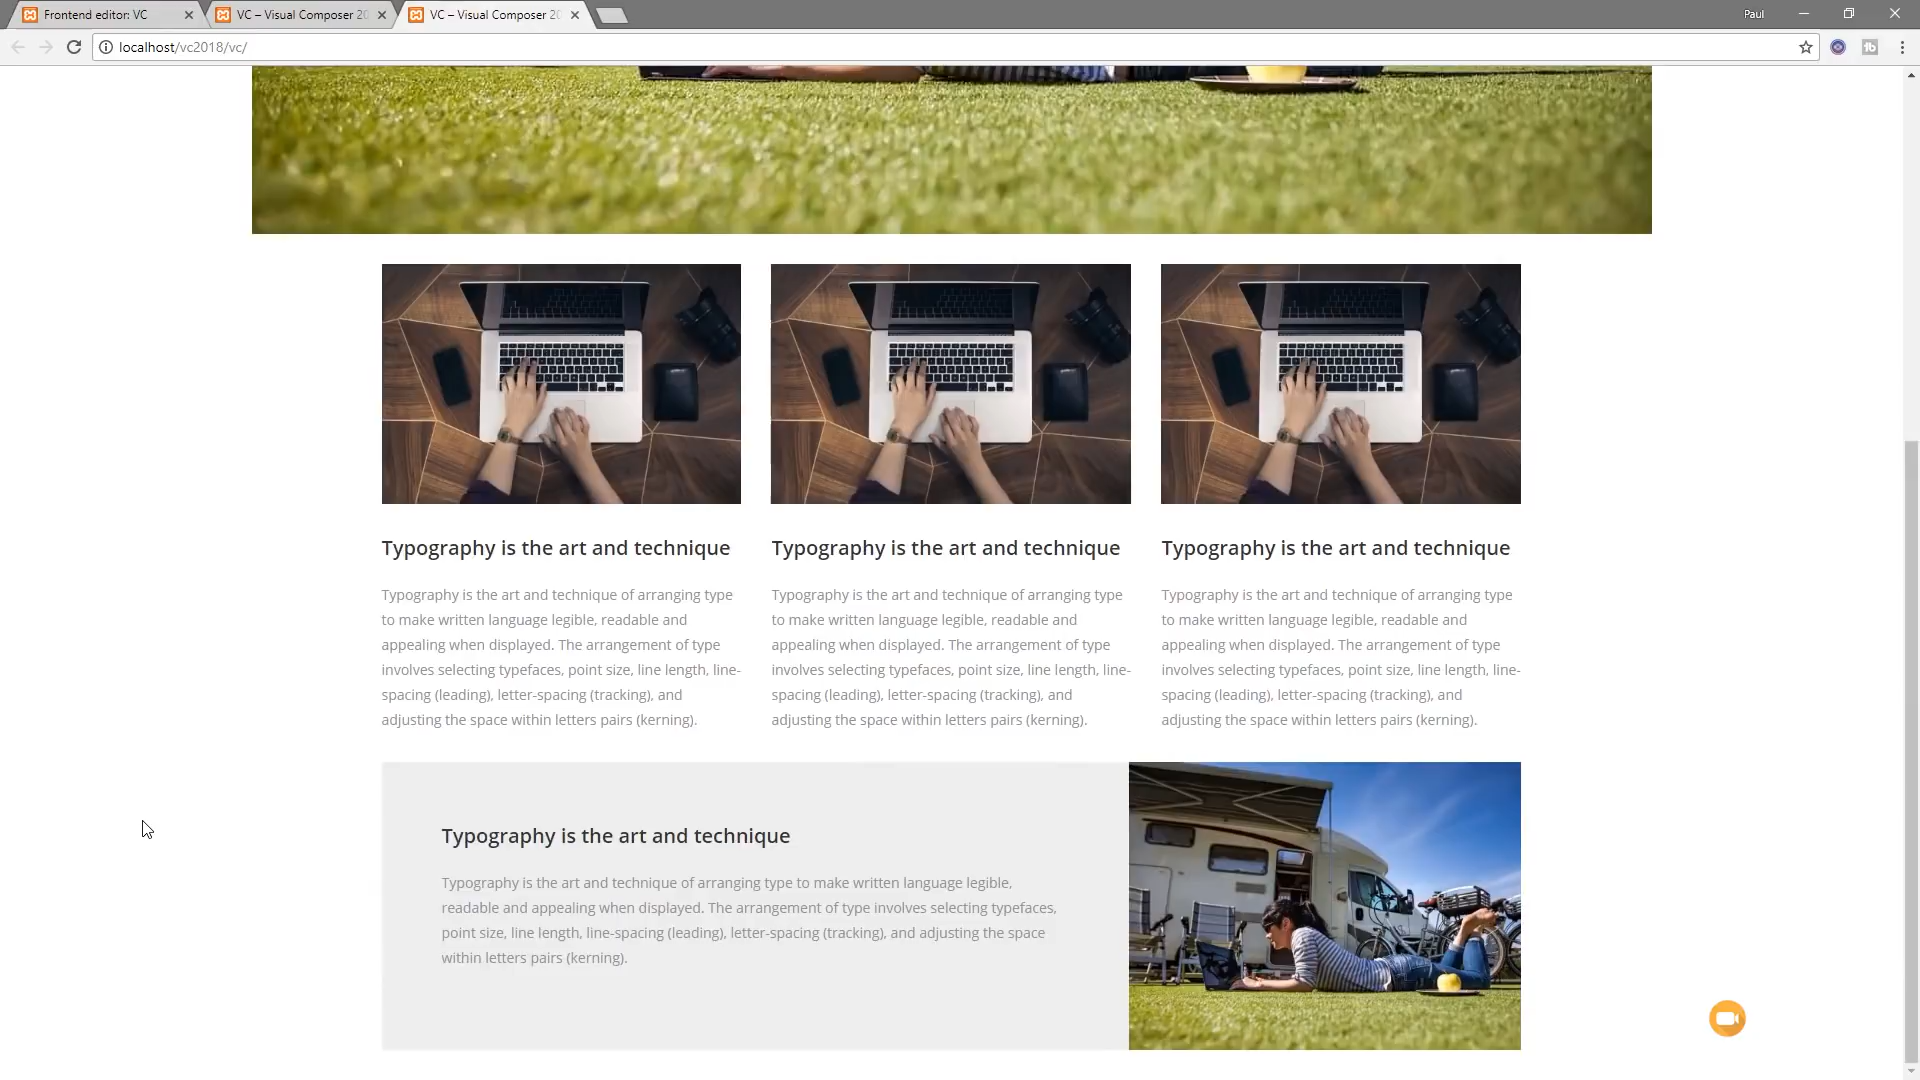 Frontend editor: VC
VC – Visual Composer 20
VC – Visual Composer 20
Paul
localhost/vc2018/vc/
Typography is the art and technique
Typography is the art and technique of arranging type
to make written language legible, readable and
appealing when displayed. The arrangement of type
involves selecting typefaces, point size, line length, line-
spacing (leading), letter-spacing (tracking), and
adjusting the space within letters pairs (kerning).
Typography is the art and technique
Typography is the art and technique of arranging type
to make written language legible, readable and
appealing when displayed. The arrangement of type
involves selecting typefaces, point size, line length, line-
spacing (leading), letter-spacing (tracking), and
adjusting the space within letters pairs (kerning).
Typography is the art and technique
Typography is the art and technique of arranging type
to make written language legible, readable and
appealing when displayed. The arrangement of type
involves selecting typefaces, point size, line length, line-
spacing (leading), letter-spacing (tracking), and
adjusting the space within letters pairs (kerning).
Typography is the art and technique
Typography is the art and technique of arranging type to make written language legible,
readable and appealing when displayed. The arrangement of type involves selecting typefaces,
point size, line length, line-spacing (leading), letter-spacing (tracking), and adjusting the space
within letters pairs (kerning).